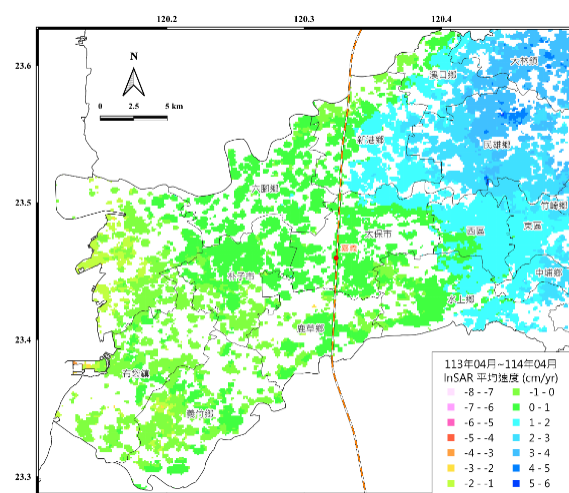 120.2
120.3
120.4
23.6
23.5
23.4
23.3
N
0
2.5
5 km
大林鎮
溪口鄉
新港鄉
民雄鄉
六腳鄉
竹崎鄉
太保市
西區
東區
嘉義
朴子市
中埔鄉
水上鄉
鹿草鄉
布袋鎮
義竹鄉
113年04月~114年04月
InSAR 平均速度 (cm/yr)
-8 - -7
-7 - -6
-6 - -5
-5 - -4
-4 - -3
-3 - -2
-2 - -1
-1 - 0
0 - 1
1 - 2
2 - 3
3 - 4
4 - 5
5 - 6